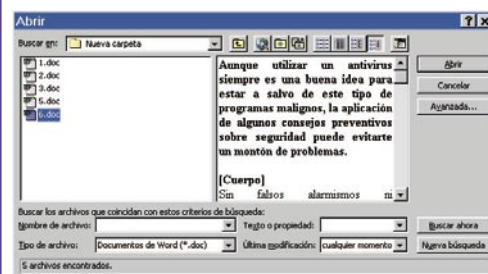 Abrir
Buscar en: Nueva carpeta
1.doc
2.doc
3.doc
5.doc
6.doc
Aunque utilizar un antivirus
siempre es una buena idea para
estar a salvo de este tipo de
programas malignos, la aplicación
de algunos consejos preventivos
sobre seguridad puede evitarte
un montón de problemas.
[Cuerpo]
Sin falsos alarmismos ni
Abrir
Cancelar
Avanzada...
Buscar los archivos que coincidan con estos criterios de búsqueda:
Nombre de archivo: Texto o propiedad: Buscar ahora
Tipo de archivo: Documentos de Word (*.doc) Última modificación: cualquier momento Nueva búsqueda
5 archivos encontrados.